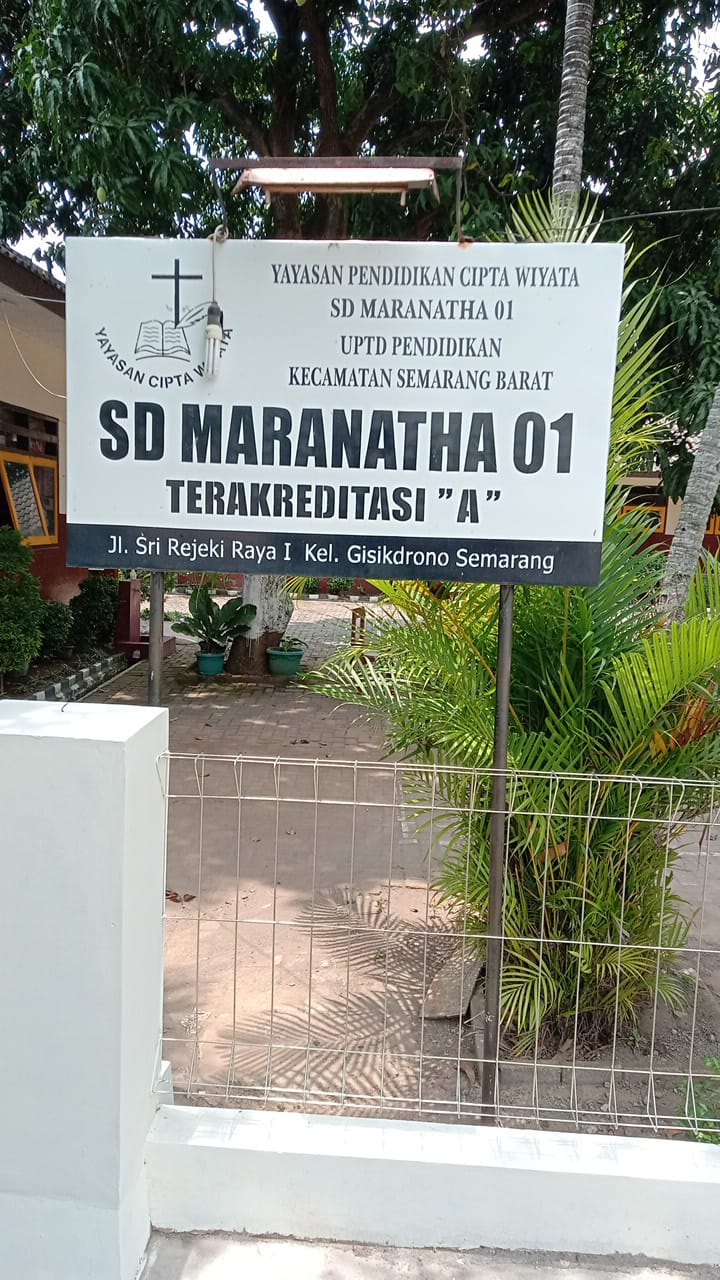 YAYASAN CIPTA WIYATA
YAYASAN PENDIDIKAN CIPTA WIYATA
SD MARANATHA 01
UPTD PENDIDIKAN
KECAMATAN SEMARANG BARAT
SD MARANATHA 01
TERAKREDITASI "A"
Jl. Sri Rejeki Raya I Kel. Gisikdrono Semarang